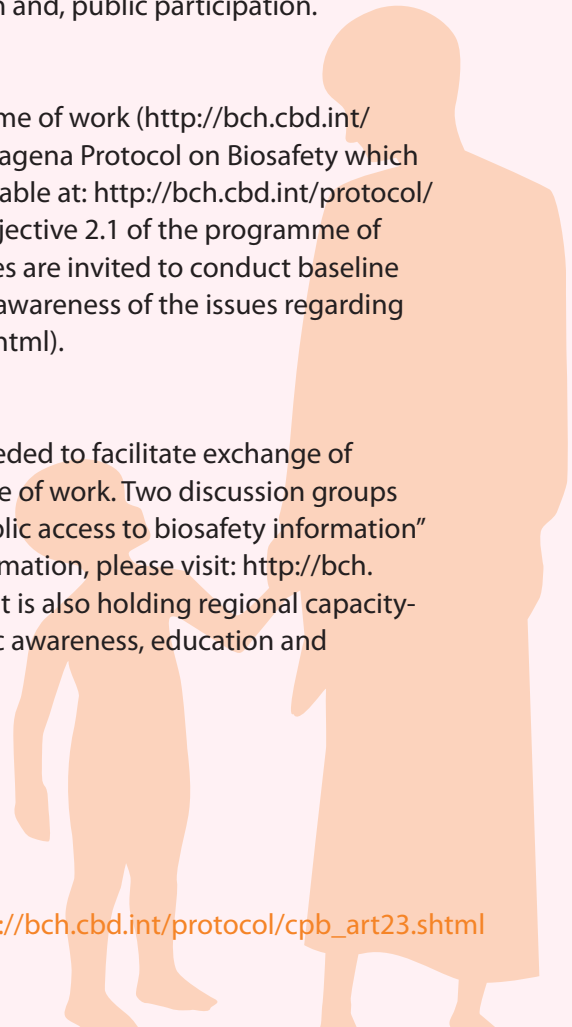 and, public participation.
me of work (http://bch.cbd.int/
agena Protocol on Biosafety which
able at: http://bch.cbd.int/protocol/
jective 2.1 of the programme of
es are invited to conduct baseline
awareness of the issues regarding
html).
eded to facilitate exchange of
e of work. Two discussion groups
blic access to biosafety information”
mation, please visit: http://bch.
t is also holding regional capacity-
c awareness, education and
://bch.cbd.int/protocol/cpb_art23.shtml